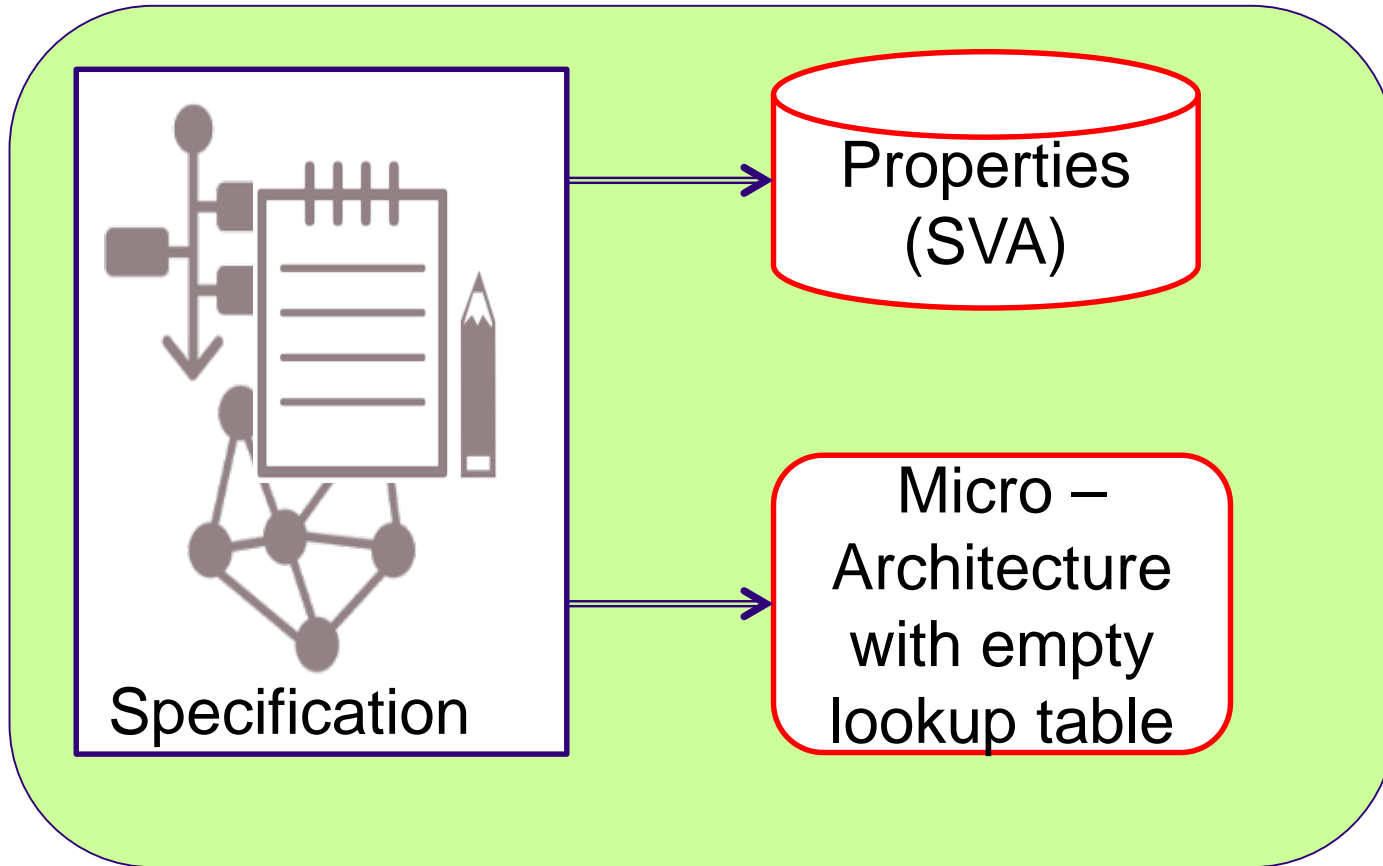 Properties
(SVA)
Micro –
Architecture
with empty
lookup table
Specification